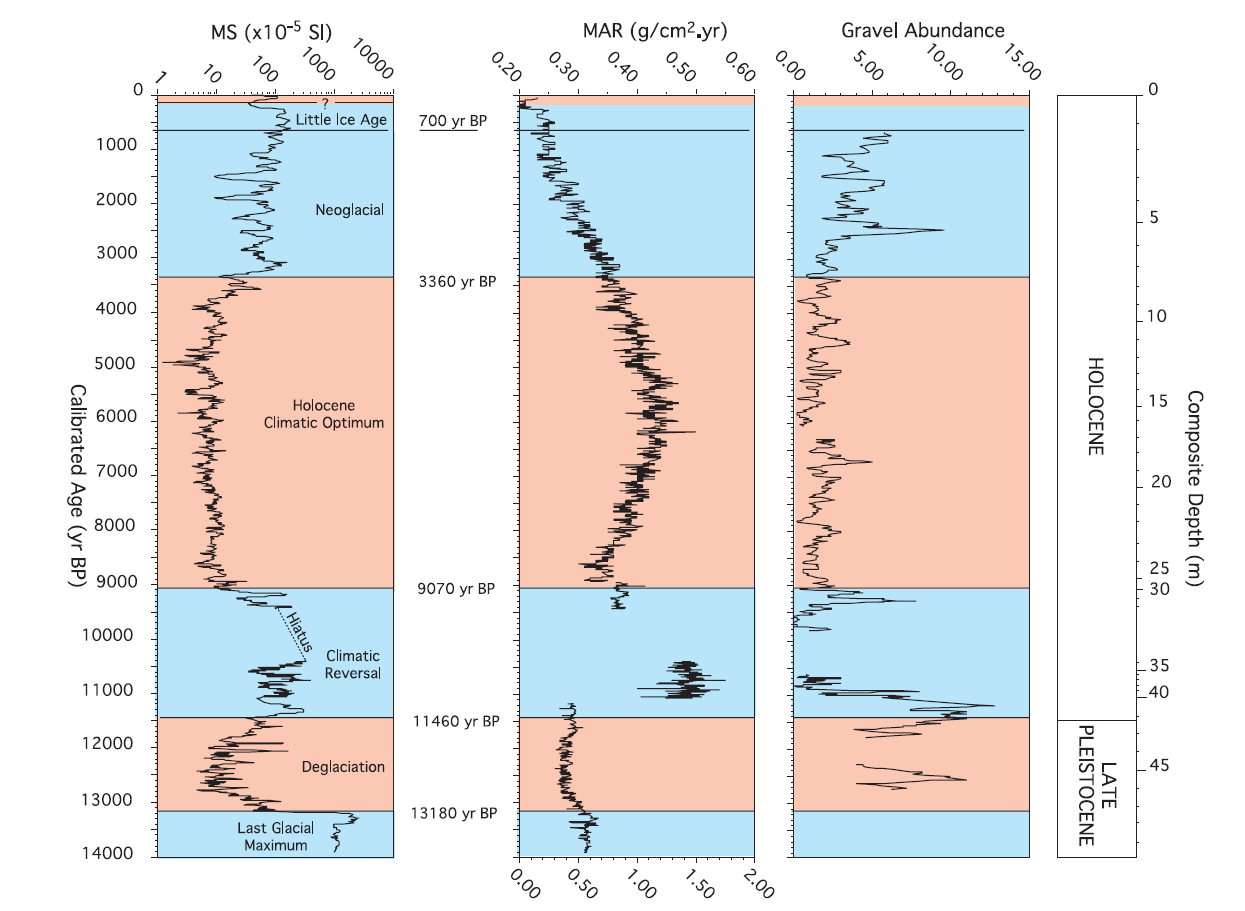 MS (x10⁻⁵ SI)
1
10
100
1000
10000
MAR (g/cm².yr)
0.20
0.30
0.40
0.50
0.60
Gravel Abundance
0.00
5.00
10.00
15.00
Calibrated Age (yr BP)
0
1000
2000
3000
4000
5000
6000
7000
8000
9000
10000
11000
12000
13000
14000
?
Little Ice Age
Neoglacial
Holocene
Climatic Optimum
Hiatus
Climatic
Reversal
Deglaciation
Last Glacial
Maximum
700 yr BP
3360 yr BP
9070 yr BP
11460 yr BP
13180 yr BP
0.00
0.50
1.00
1.50
2.00
HOLOCENE
LATE
PLEISTOCENE
0
5
10
15
20
25
30
35
40
45
Composite Depth (m)